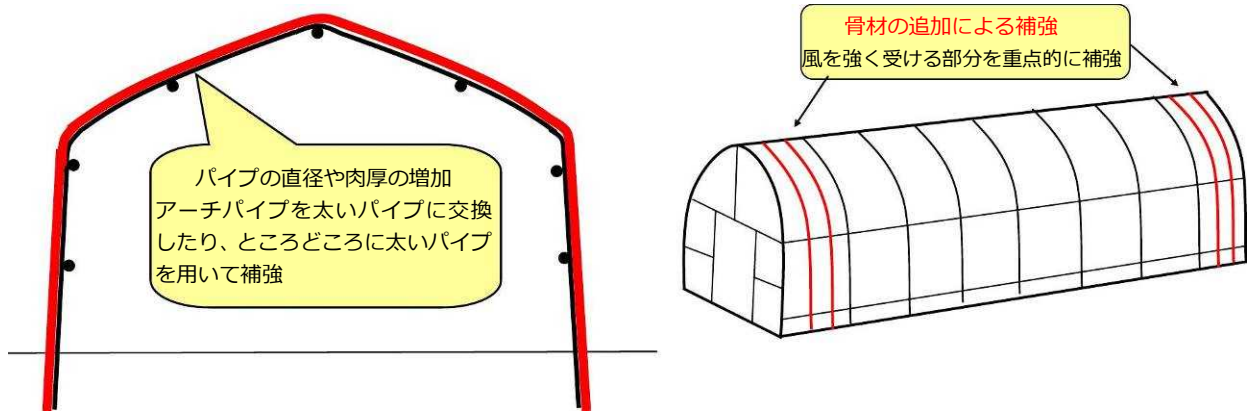 パイプの直径や肉厚の増加
アーチパイプを太いパイプに交換
したり、ところどころに太いパイプ
を用いて補強
骨材の追加による補強
風を強く受ける部分を重点的に補強